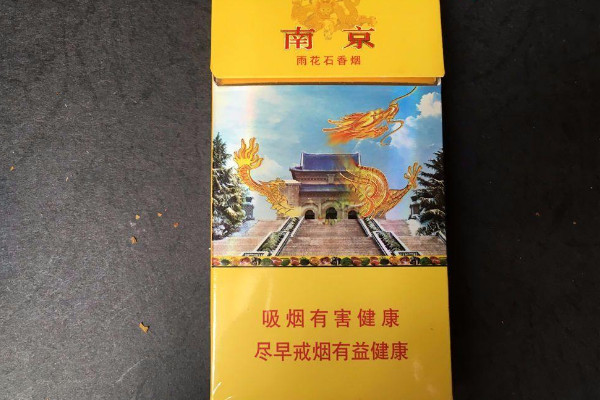 南京
雨花石香烟
吸烟有害健康
尽早戒烟有益健康